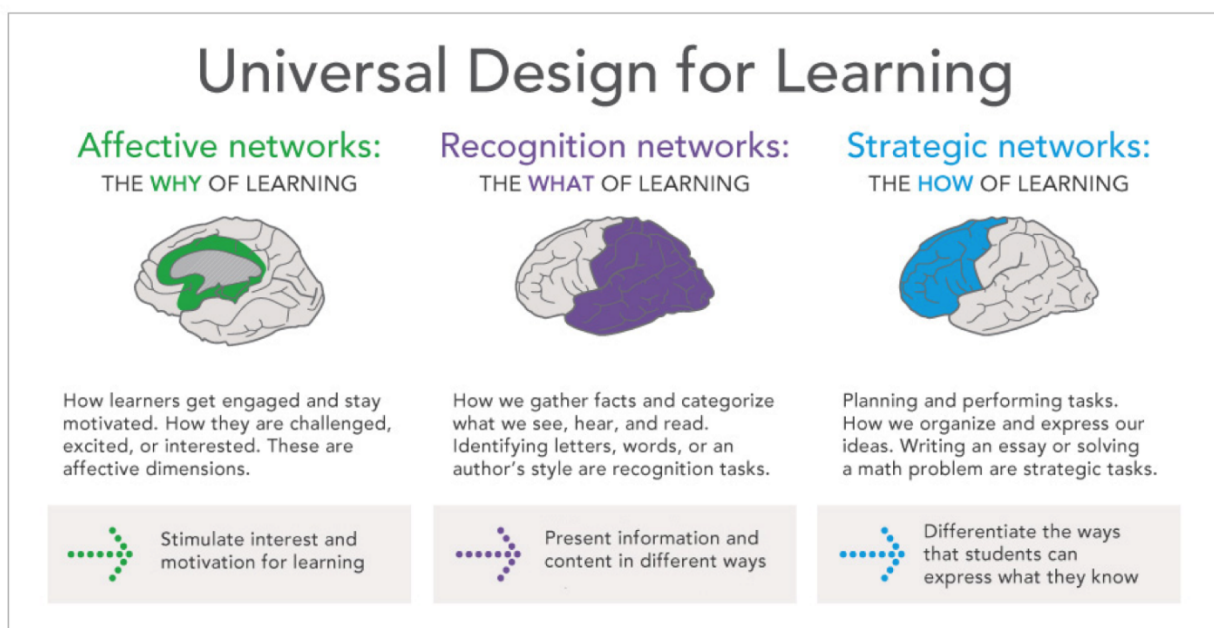 Universal Design for Learning
Affective networks:
THE WHY OF LEARNING
How learners get engaged and stay
motivated. How they are challenged,
excited, or interested. These are
affective dimensions.
Stimulate interest and
motivation for learning
Recognition networks:
THE WHAT OF LEARNING
How we gather facts and categorize
what we see, hear, and read.
Identifying letters, words, or an
author's style are recognition tasks.
Present information and
content in different ways
Strategic networks:
THE HOW OF LEARNING
Planning and performing tasks.
How we organize and express our
ideas. Writing an essay or solving
a math problem are strategic tasks.
Differentiate the ways
that students can
express what they know